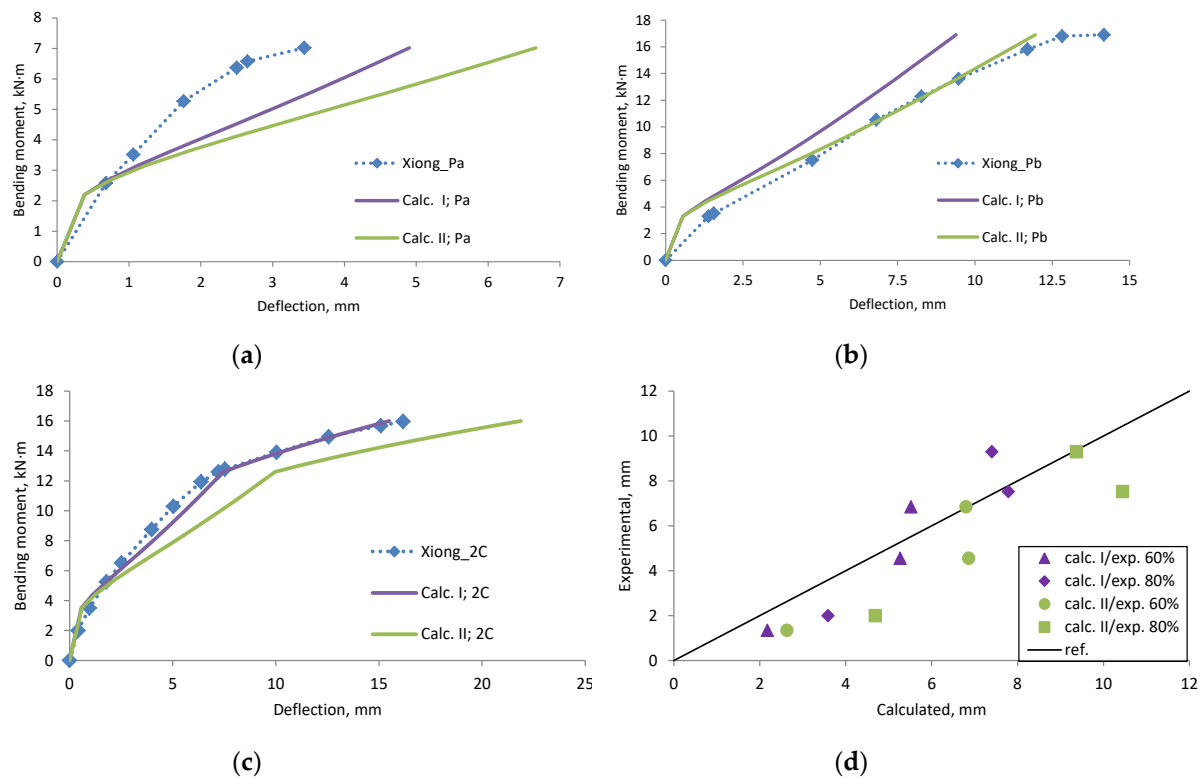 8
7
6
5
4
3
2
1
0
Bending moment, kN·m
0 1 2 3 4 5 6 7
Deflection, mm
Xiong_Pa
Calc. I; Pa
Calc. II; Pa
(a)
18
16
14
12
10
8
6
4
2
0
Bending moment, kN·m
0 2.5 5 7.5 10 12.5 15
Deflection, mm
Xiong_Pb
Calc. I; Pb
Calc. II; Pb
(b)
18
16
14
12
10
8
6
4
2
0
Bending moment, kN·m
0 5 10 15 20 25
Deflection, mm
Xiong_2C
Calc. I; 2C
Calc. II; 2C
(c)
12
10
8
6
4
2
0
Experimental, mm
0 2 4 6 8 10 12
Calculated, mm
calc. I/exp. 60%
calc. I/exp. 80%
calc. II/exp. 60%
calc. II/exp. 80%
ref.
(d)